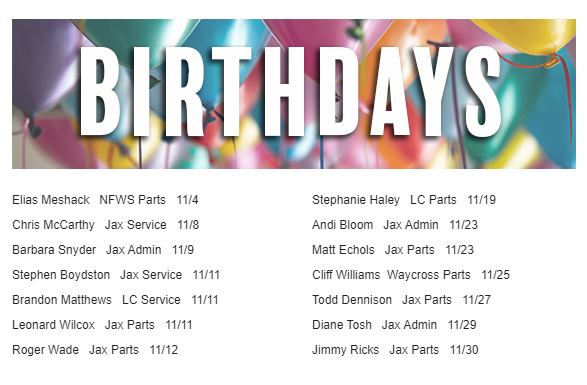 BIRTHDAYS
Elias Meshack NFWS Parts 11/4
Chris McCarthy Jax Service 11/8
Barbara Snyder Jax Admin 11/9
Stephen Boydston Jax Service 11/11
Brandon Matthews LC Service 11/11
Leonard Wilcox Jax Parts 11/11
Roger Wade Jax Parts 11/12
Stephanie Haley LC Parts 11/19
Andi Bloom Jax Admin 11/23
Matt Echols Jax Parts 11/23
Cliff Williams Waycross Parts 11/25
Todd Dennison Jax Parts 11/27
Diane Tosh Jax Admin 11/29
Jimmy Ricks Jax Parts 11/30